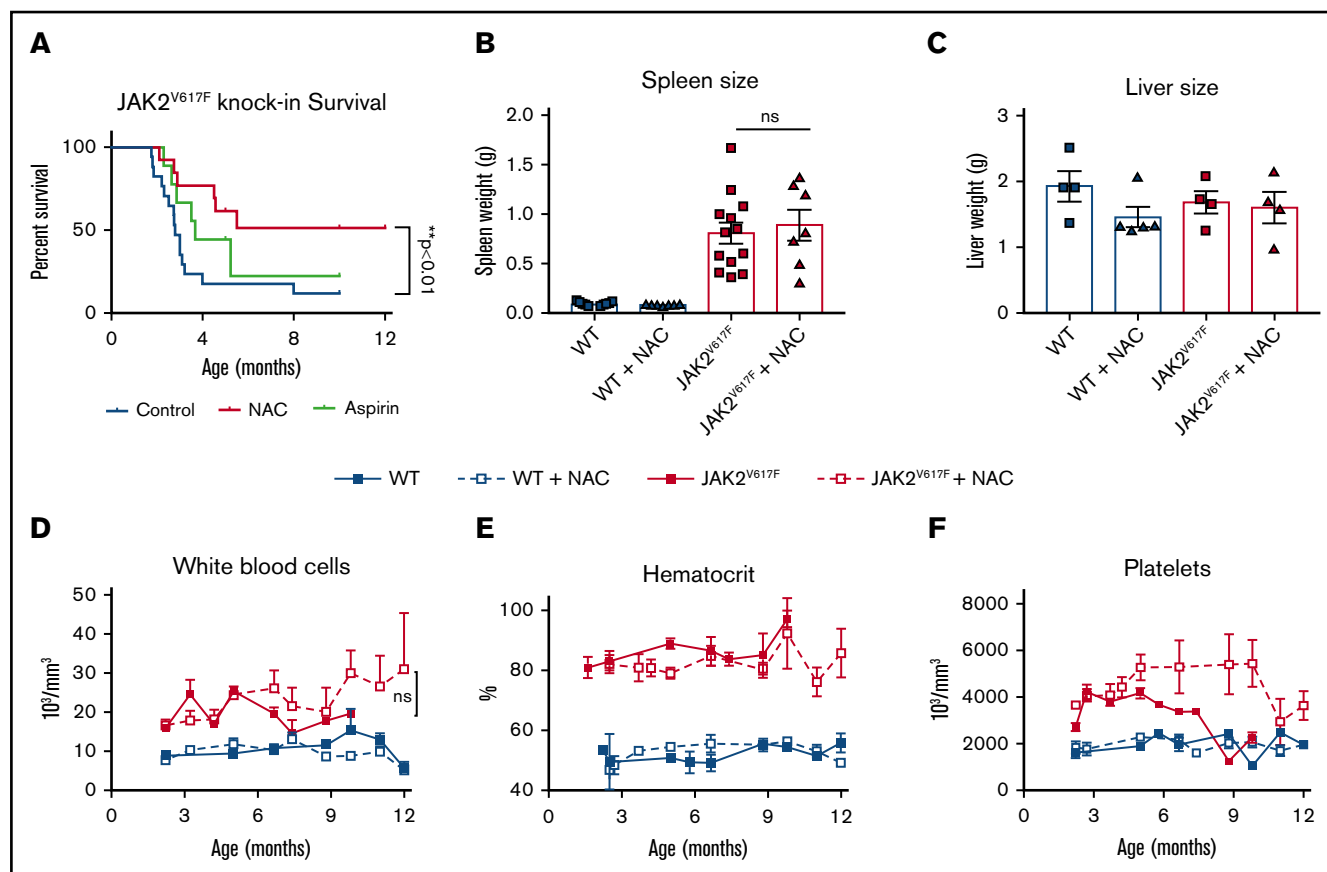 A
JAK2V617F knock-in Survival
Percent survival
100
50
0
0 4 8 12
Age (months)
**p<0.01
Control NAC Aspirin
B
Spleen size
Spleen weight (g)
2.0
1.5
1.0
0.5
0.0
ns
WT
WT + NAC
JAK2V617F
JAK2V617F + NAC
C
Liver size
Liver weight (g)
3
2
1
0
WT
WT + NAC
JAK2V617F
JAK2V617F + NAC
WT WT + NAC JAK2V617F JAK2V617F + NAC
D
White blood cells
10³/mm³
50
40
30
20
10
0
ns
0 3 6 9 12
Age (months)
E
Hematocrit
%
100
80
60
40
0 3 6 9 12
Age (months)
F
Platelets
10³/mm³
8000
6000
4000
2000
0
0 3 6 9 12
Age (months)